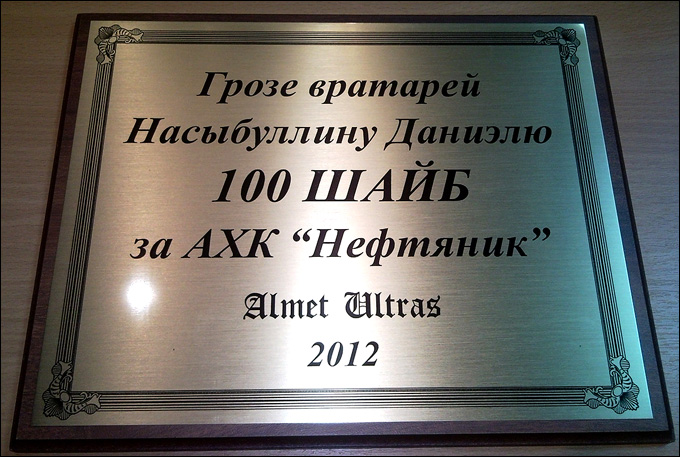 Грозе вратарей
Насыбуллину Даниэлю
100 ШАЙБ
за АХК “Нефтяник”
Almet Ultras
2012